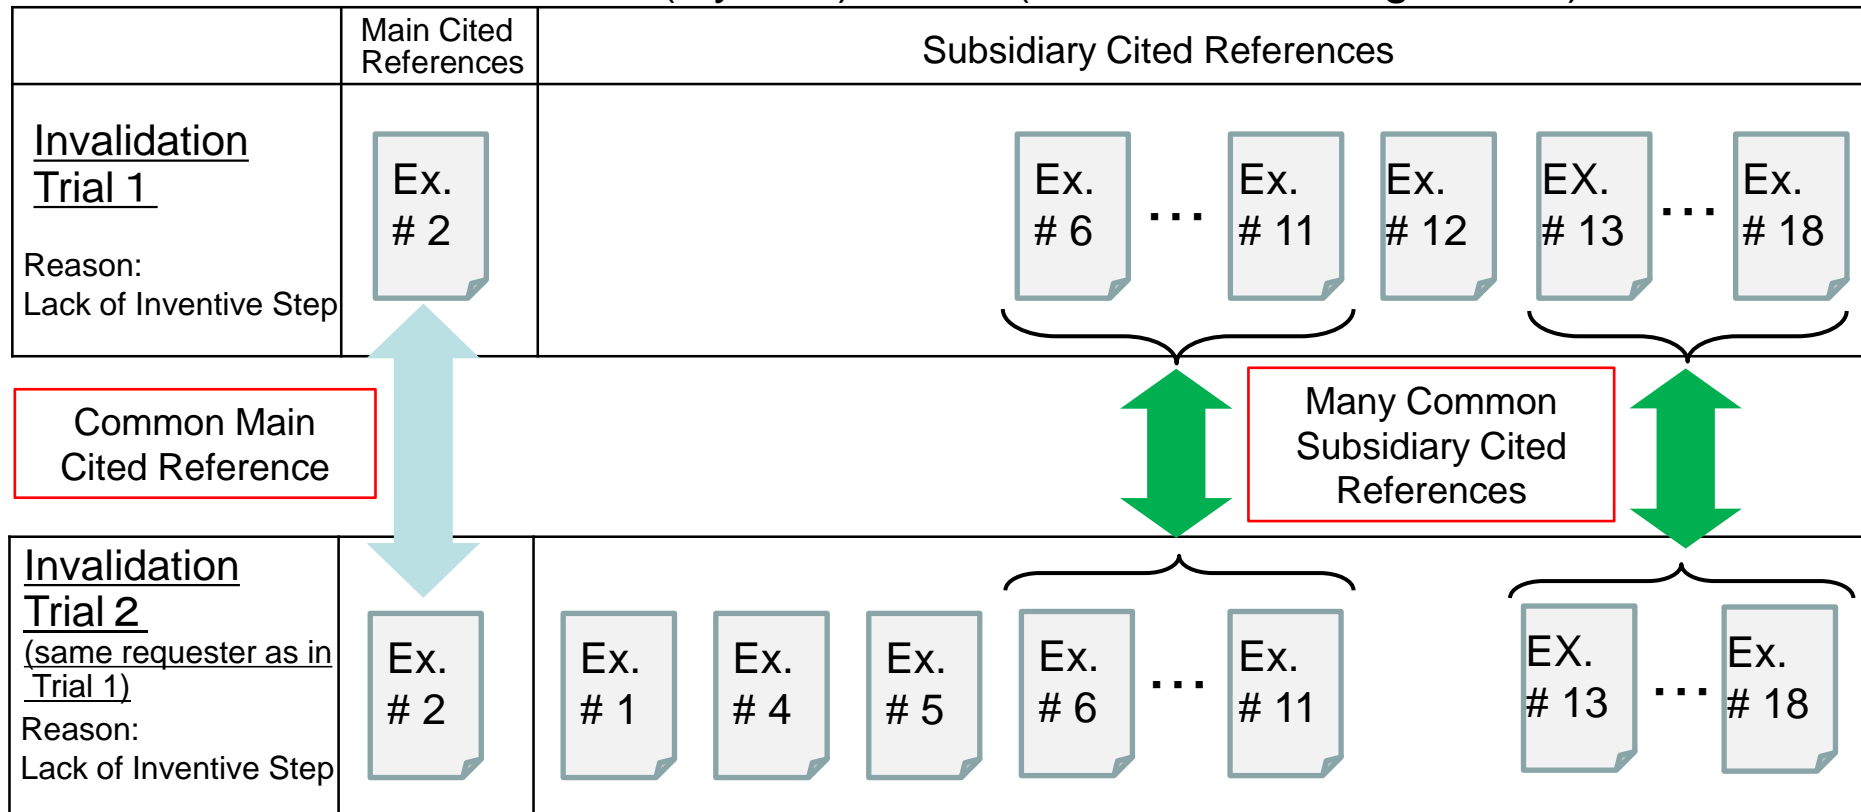 Main Cited
References
Subsidiary Cited References
Invalidation
Trial 1
Reason:
Lack of Inventive Step
Ex.
# 2
Ex.
# 6
...
Ex.
# 11
Ex.
# 12
EX.
# 13
...
Ex.
# 18
Common Main
Cited Reference
Many Common
Subsidiary Cited
References
Invalidation
Trial 2
(same requester as in
Trial 1)
Reason:
Lack of Inventive Step
Ex.
# 2
Ex.
# 1
Ex.
# 4
Ex.
# 5
Ex.
# 6
...
Ex.
# 11
EX.
# 13
...
Ex.
# 18